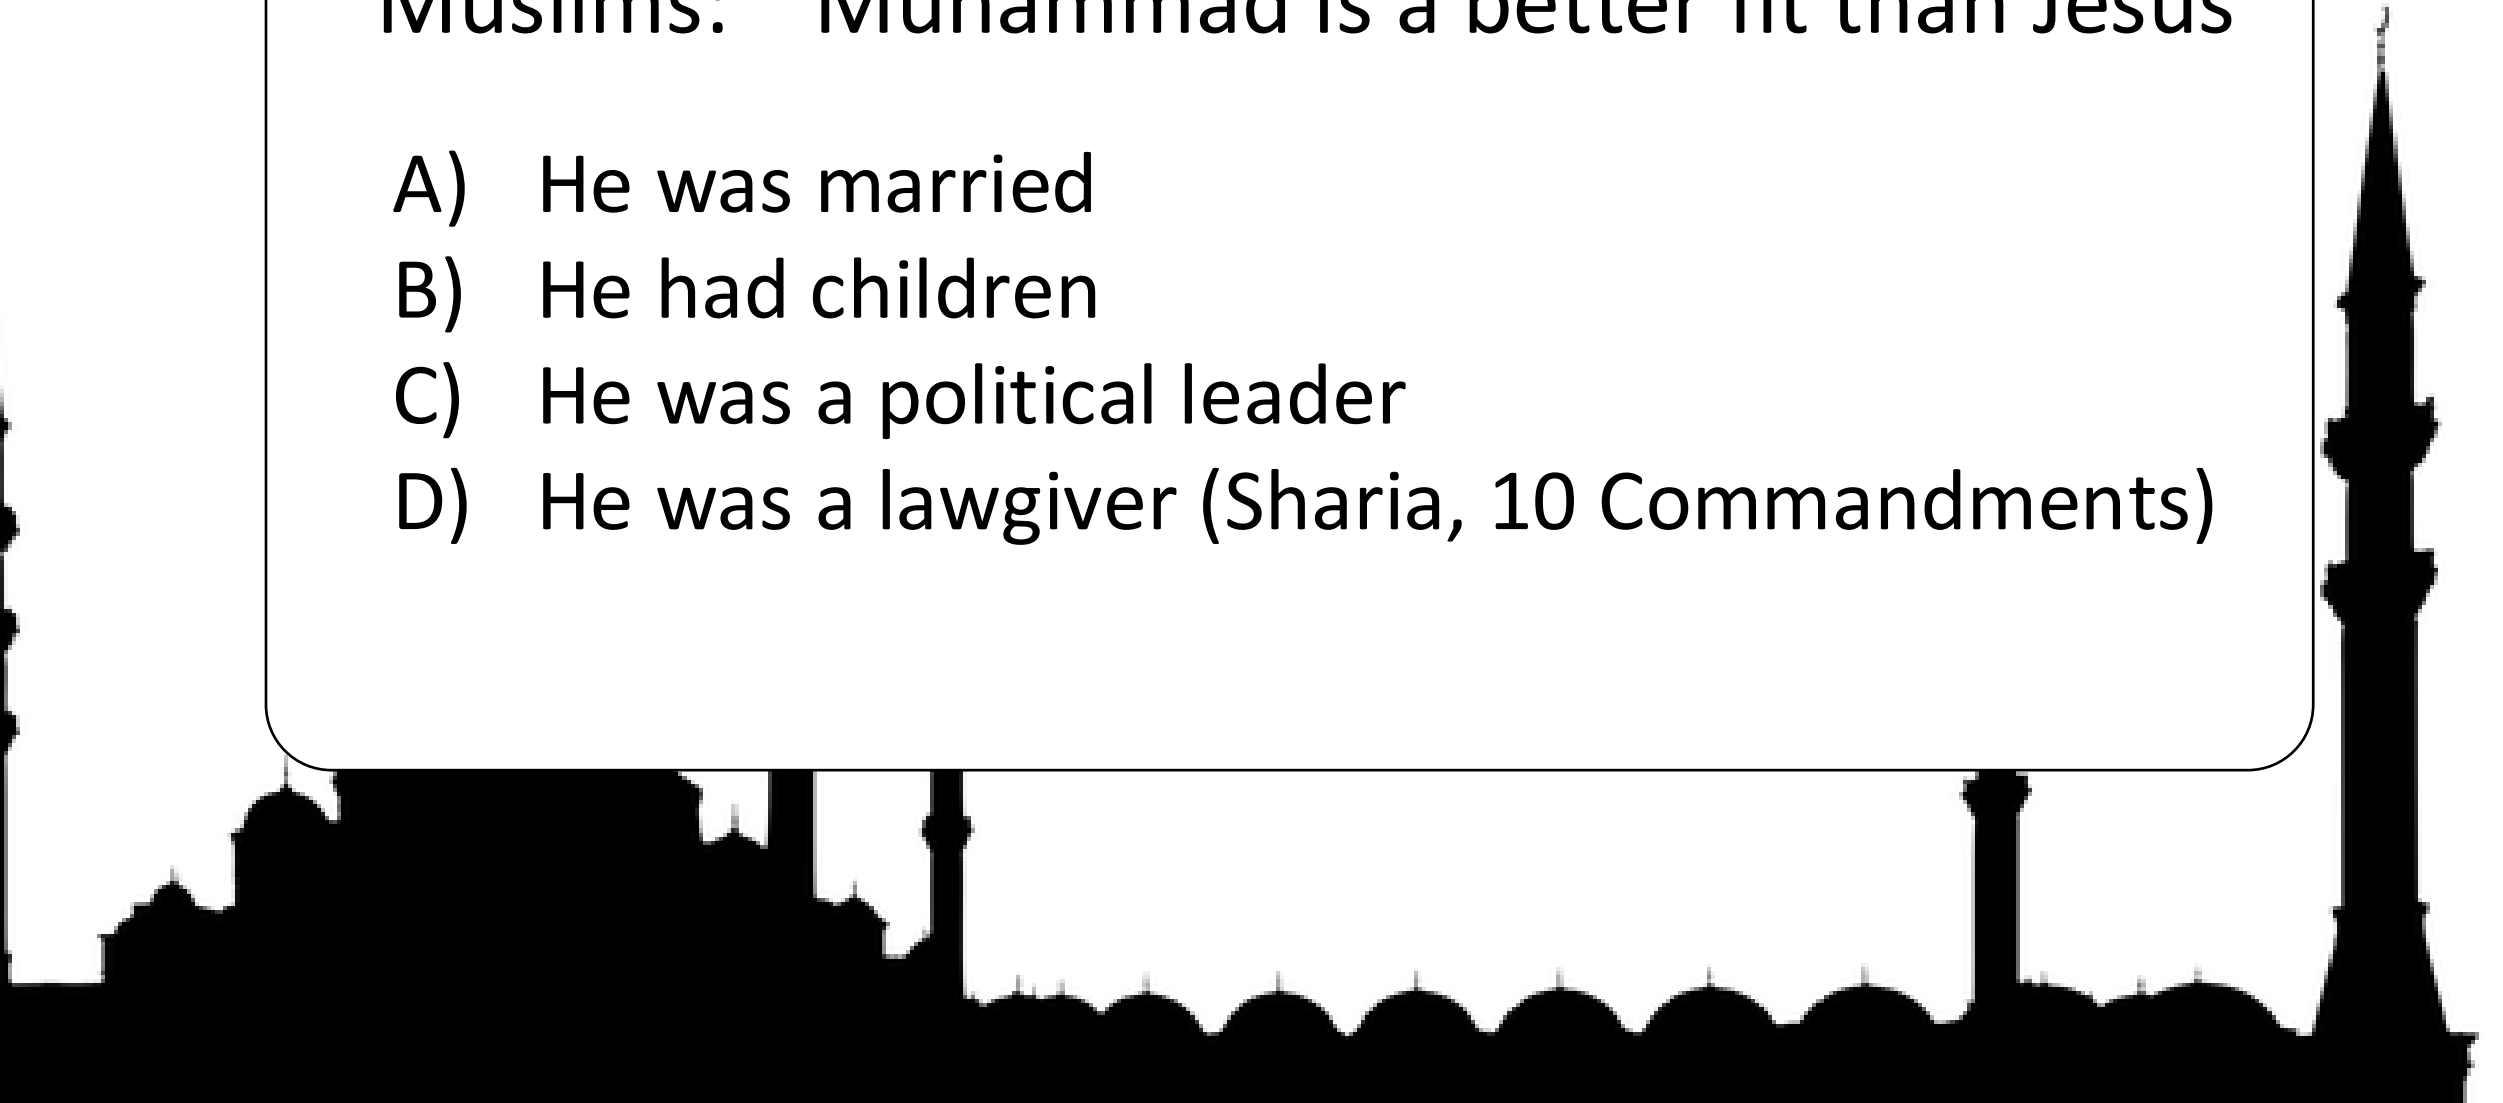 Muslims: Muhammad is a better fit than Jesus
A) He was married
B) He had children
C) He was a political leader
D) He was a lawgiver (Sharia, 10 Commandments)